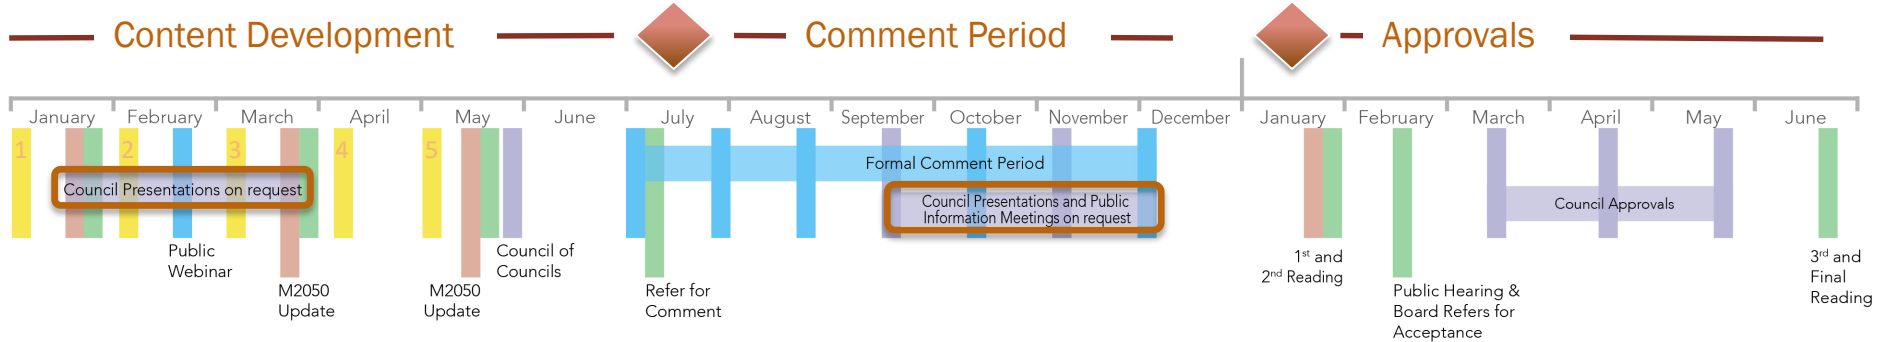 Content Development
Comment Period
Approvals
January February March April May June July August September October November December January February March April May June
1 2 3 4 5
Council Presentations on request
Formal Comment Period
Council Presentations and Public
Information Meetings on request
Council Approvals
Public
Webinar
M2050
Update
M2050
Update
Council of
Councils
Refer for
Comment
1st and
2nd Reading
Public Hearing &
Board Refers for
Acceptance
3rd and
Final
Reading